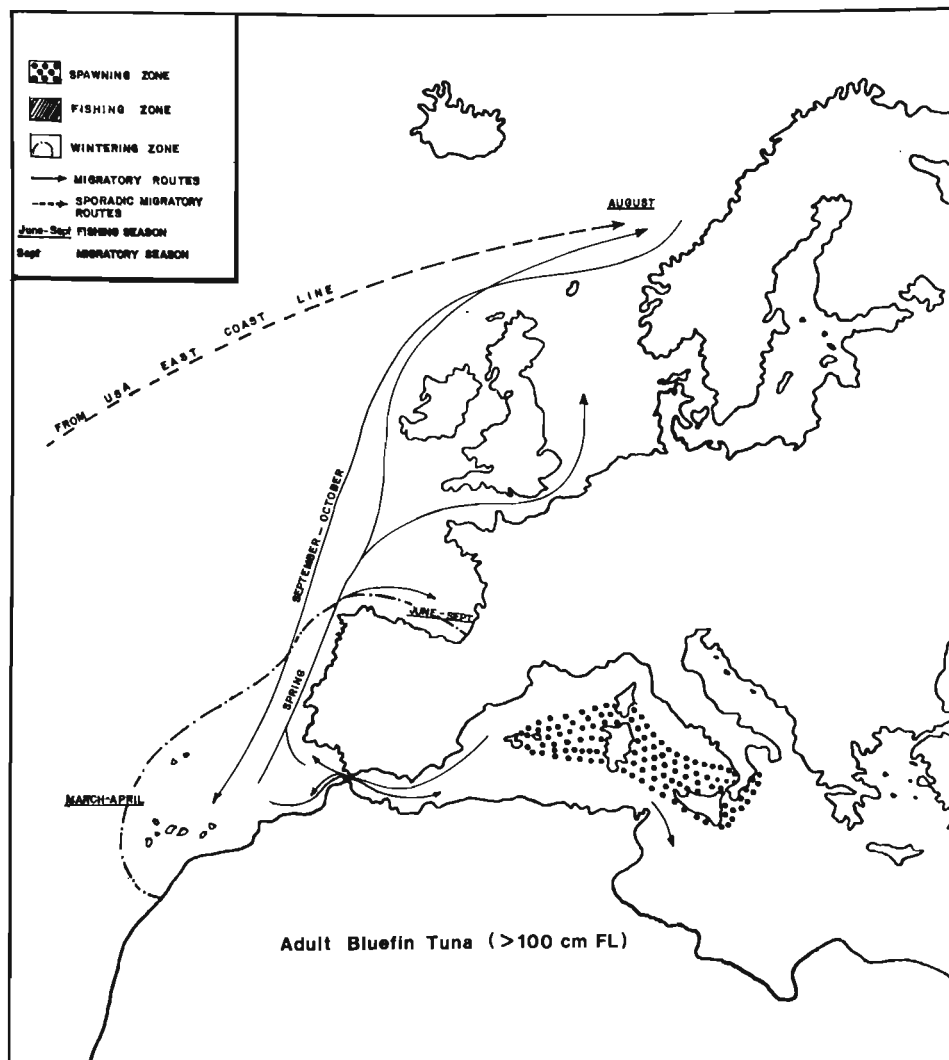 SPAWNING ZONE
FISHING ZONE
WINTERING ZONE
MIGRATORY ROUTES
SPORADIC MIGRATORY
ROUTES
June-Sept FISHING SEASON
Sept MIGRATORY SEASON
AUGUST
FROM USA EAST COAST LINE
SEPTEMBER-OCTOBER
JUNE-SEPT
SPRING
MARCH-APRIL
Adult Bluefin Tuna (>100 cm FL)